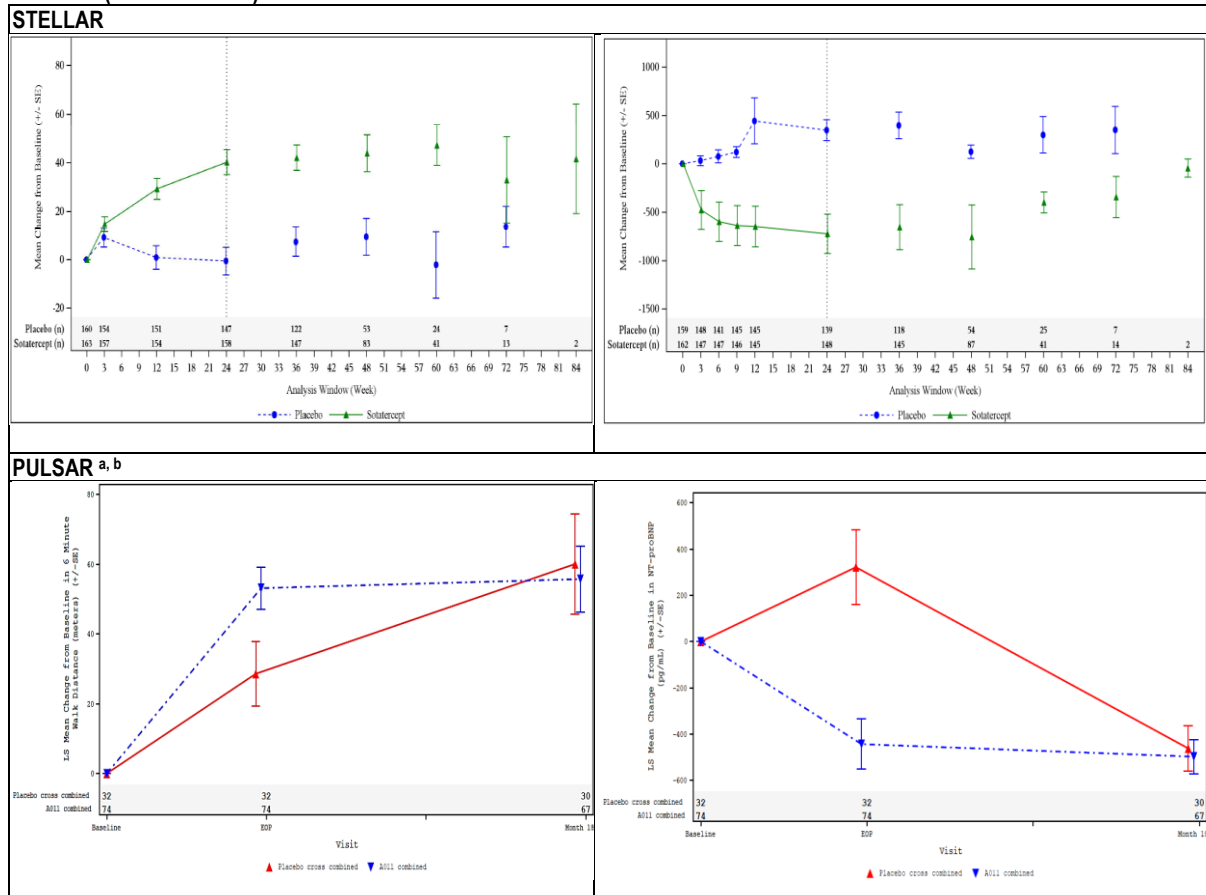 STELLAR
Mean Change from Baseline (+/- SE)
80
60
40
20
0
-20
Placebo (n) 160 154 151 147 122 53 24 7
Sotatercept (n) 163 157 154 158 147 83 41 13 2
0 3 6 9 12 15 18 21 24 27 30 33 36 39 42 45 48 51 54 57 60 63 66 69 72 75 78 81 84
Analysis Window (Week)
Placebo Sotatercept
Mean Change from Baseline (+/- SE)
1000
500
0
-500
-1000
-1500
Placebo (n) 159 148 141 145 145 139 118 54 25 7
Sotatercept (n) 162 147 147 146 145 148 145 87 41 14 2
0 3 6 9 12 15 18 21 24 27 30 33 36 39 42 45 48 51 54 57 60 63 66 69 72 75 78 81 84
Analysis Window (Week)
Placebo Sotatercept
PULSAR a, b
LS Mean Change from Baseline in 6 Minute
Walk Distance (meters) (+/-SE)
80
60
40
20
0
Placebo cross combined 32 32 30
A011 combined 74 74 67
Baseline EOP Month 18
Visit
Placebo cross combined A011 combined
LS Mean Change from Baseline in NT-proBNP
(pg/mL) (+/-SE)
600
400
200
0
-200
-400
-600
Placebo cross combined 32 32 30
A011 combined 74 74 67
Baseline EOP Month 18
Visit
Placebo cross combined A011 combined